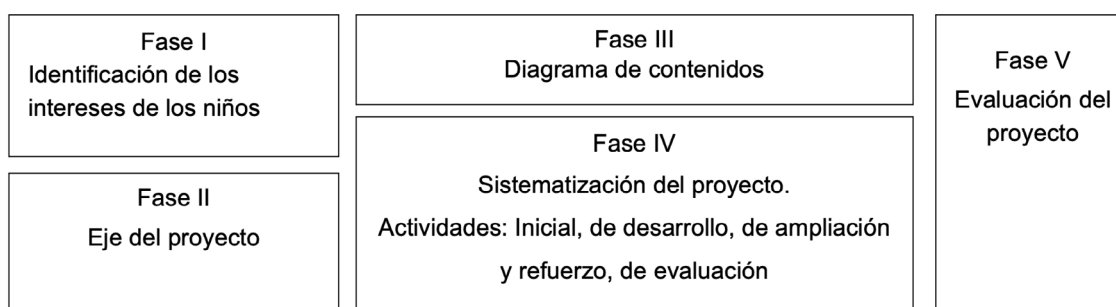 Fase I
Identificación de los
intereses de los niños
Fase II
Eje del proyecto
Fase III
Diagrama de contenidos
Fase IV
Sistematización del proyecto.
Actividades: Inicial, de desarrollo, de ampliación
y refuerzo, de evaluación
Fase V
Evaluación del
proyecto